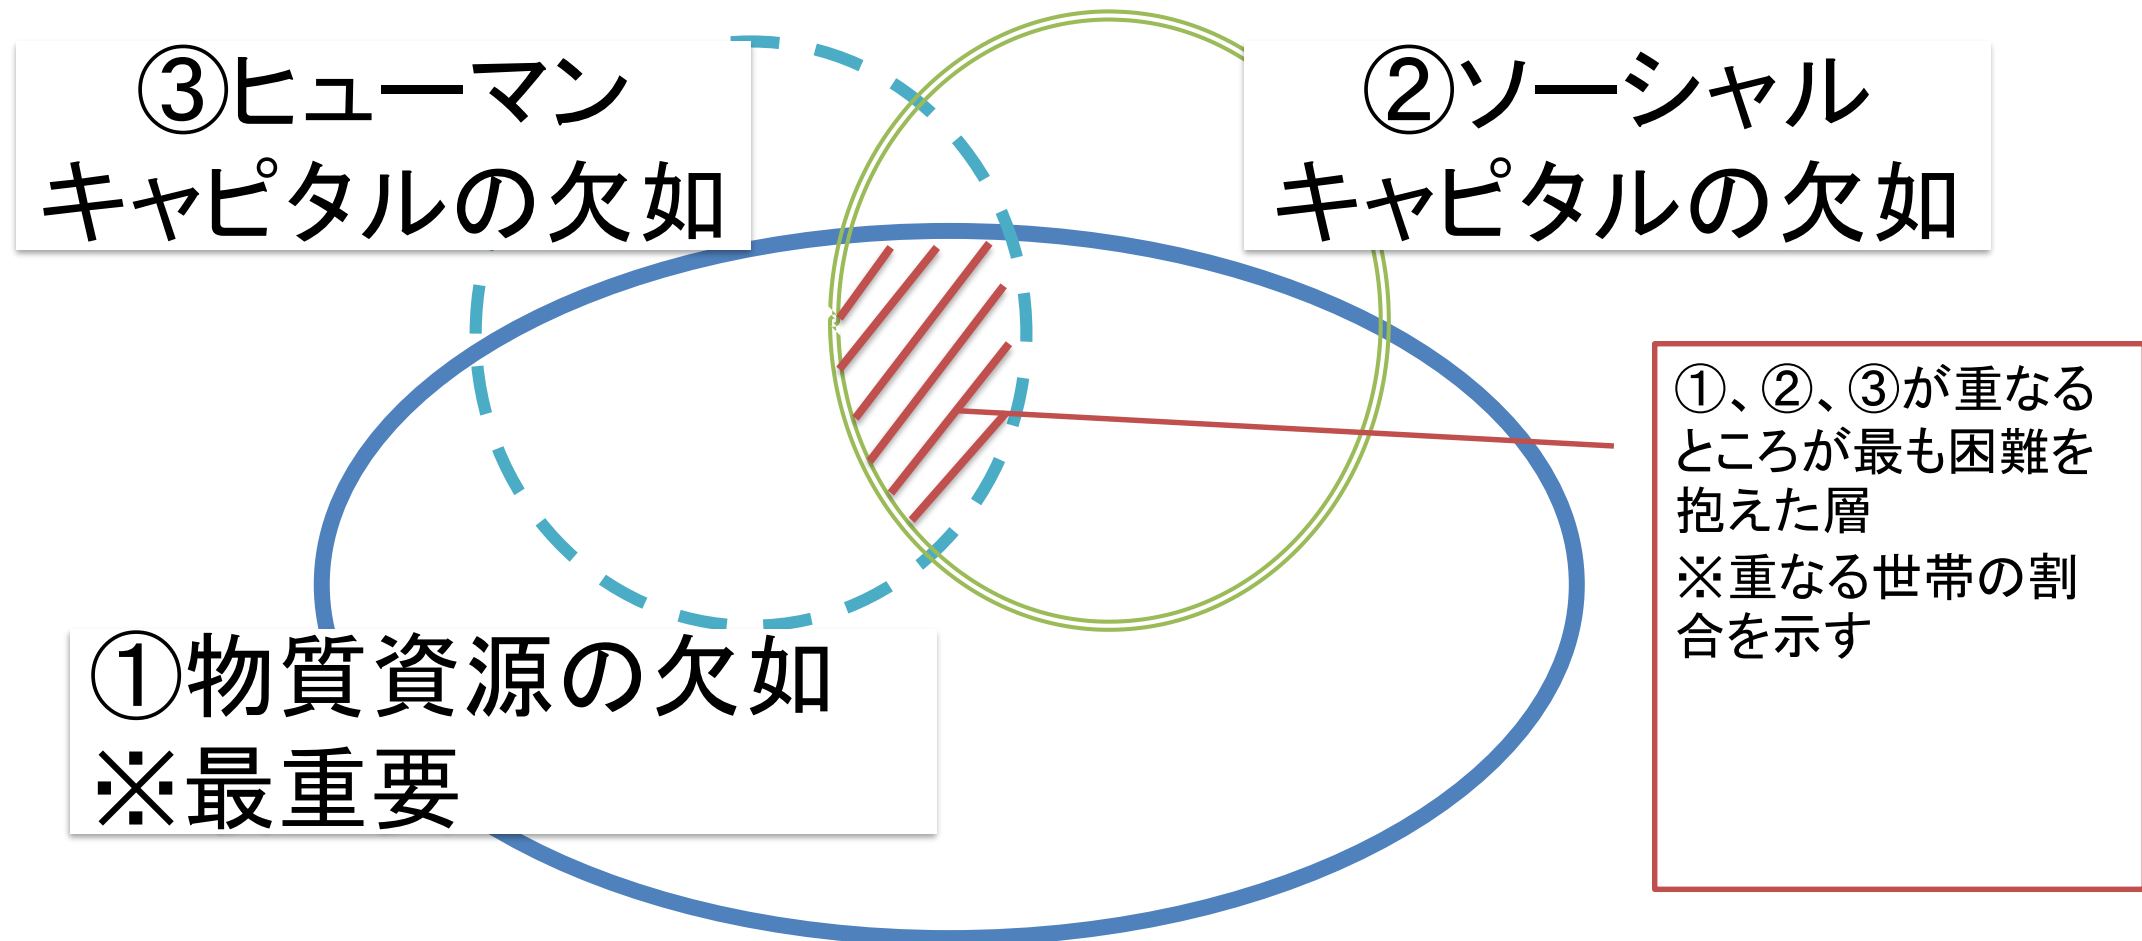 ③ヒューマン
キャピタルの欠如
②ソーシャル
キャピタルの欠如
①、②、③が重なる
ところが最も困難を
抱えた層
※重なる世帯の割
合を示す
①物質資源の欠如
※最重要